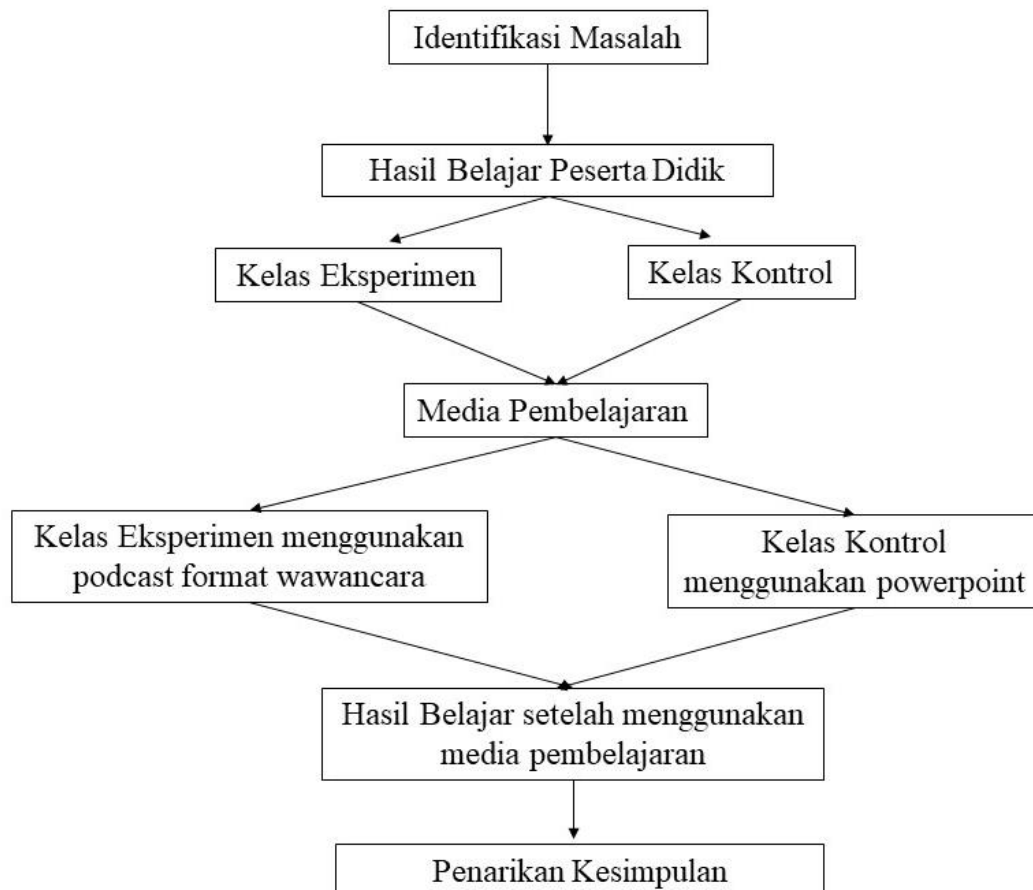 Identifikasi Masalah
Hasil Belajar Peserta Didik
Kelas Eksperimen
Kelas Kontrol
Media Pembelajaran
Kelas Eksperimen menggunakan
podcast format wawancara
Kelas Kontrol
menggunakan powerpoint
Hasil Belajar setelah menggunakan
media pembelajaran
Penarikan Kesimpulan